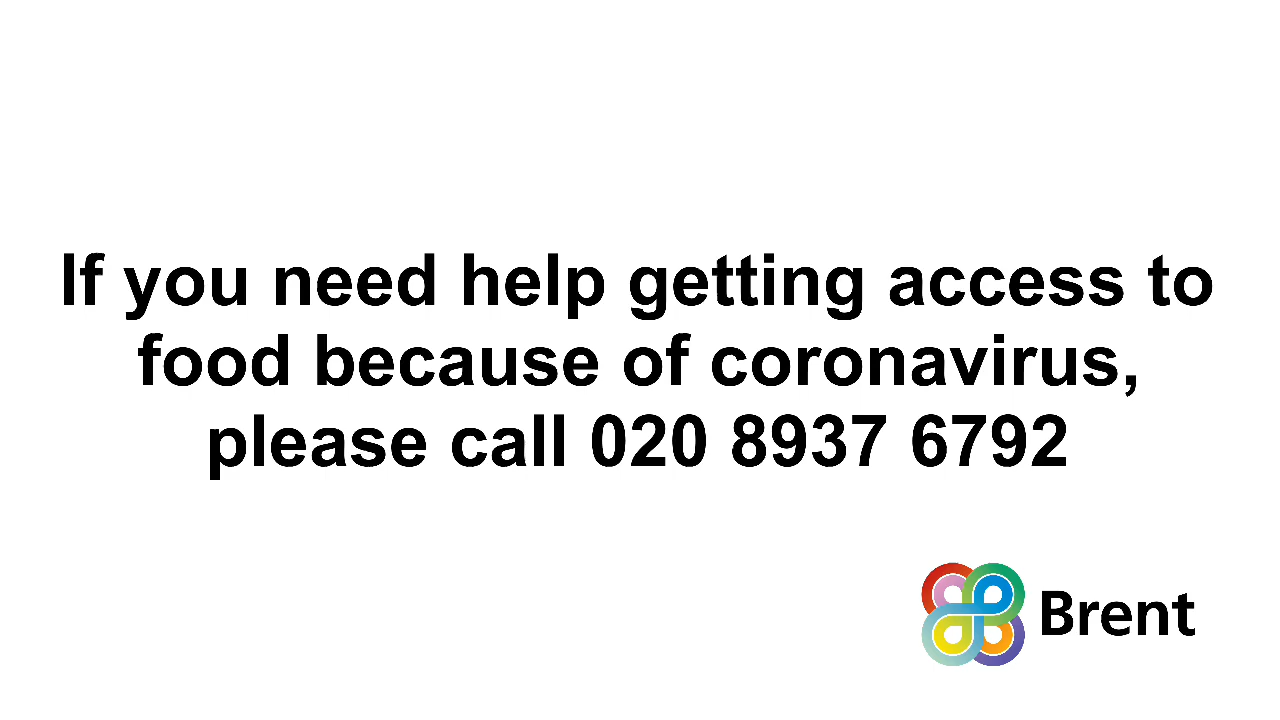 If you need help getting access to
food because of coronavirus,
please call 020 8937 6792
Brent